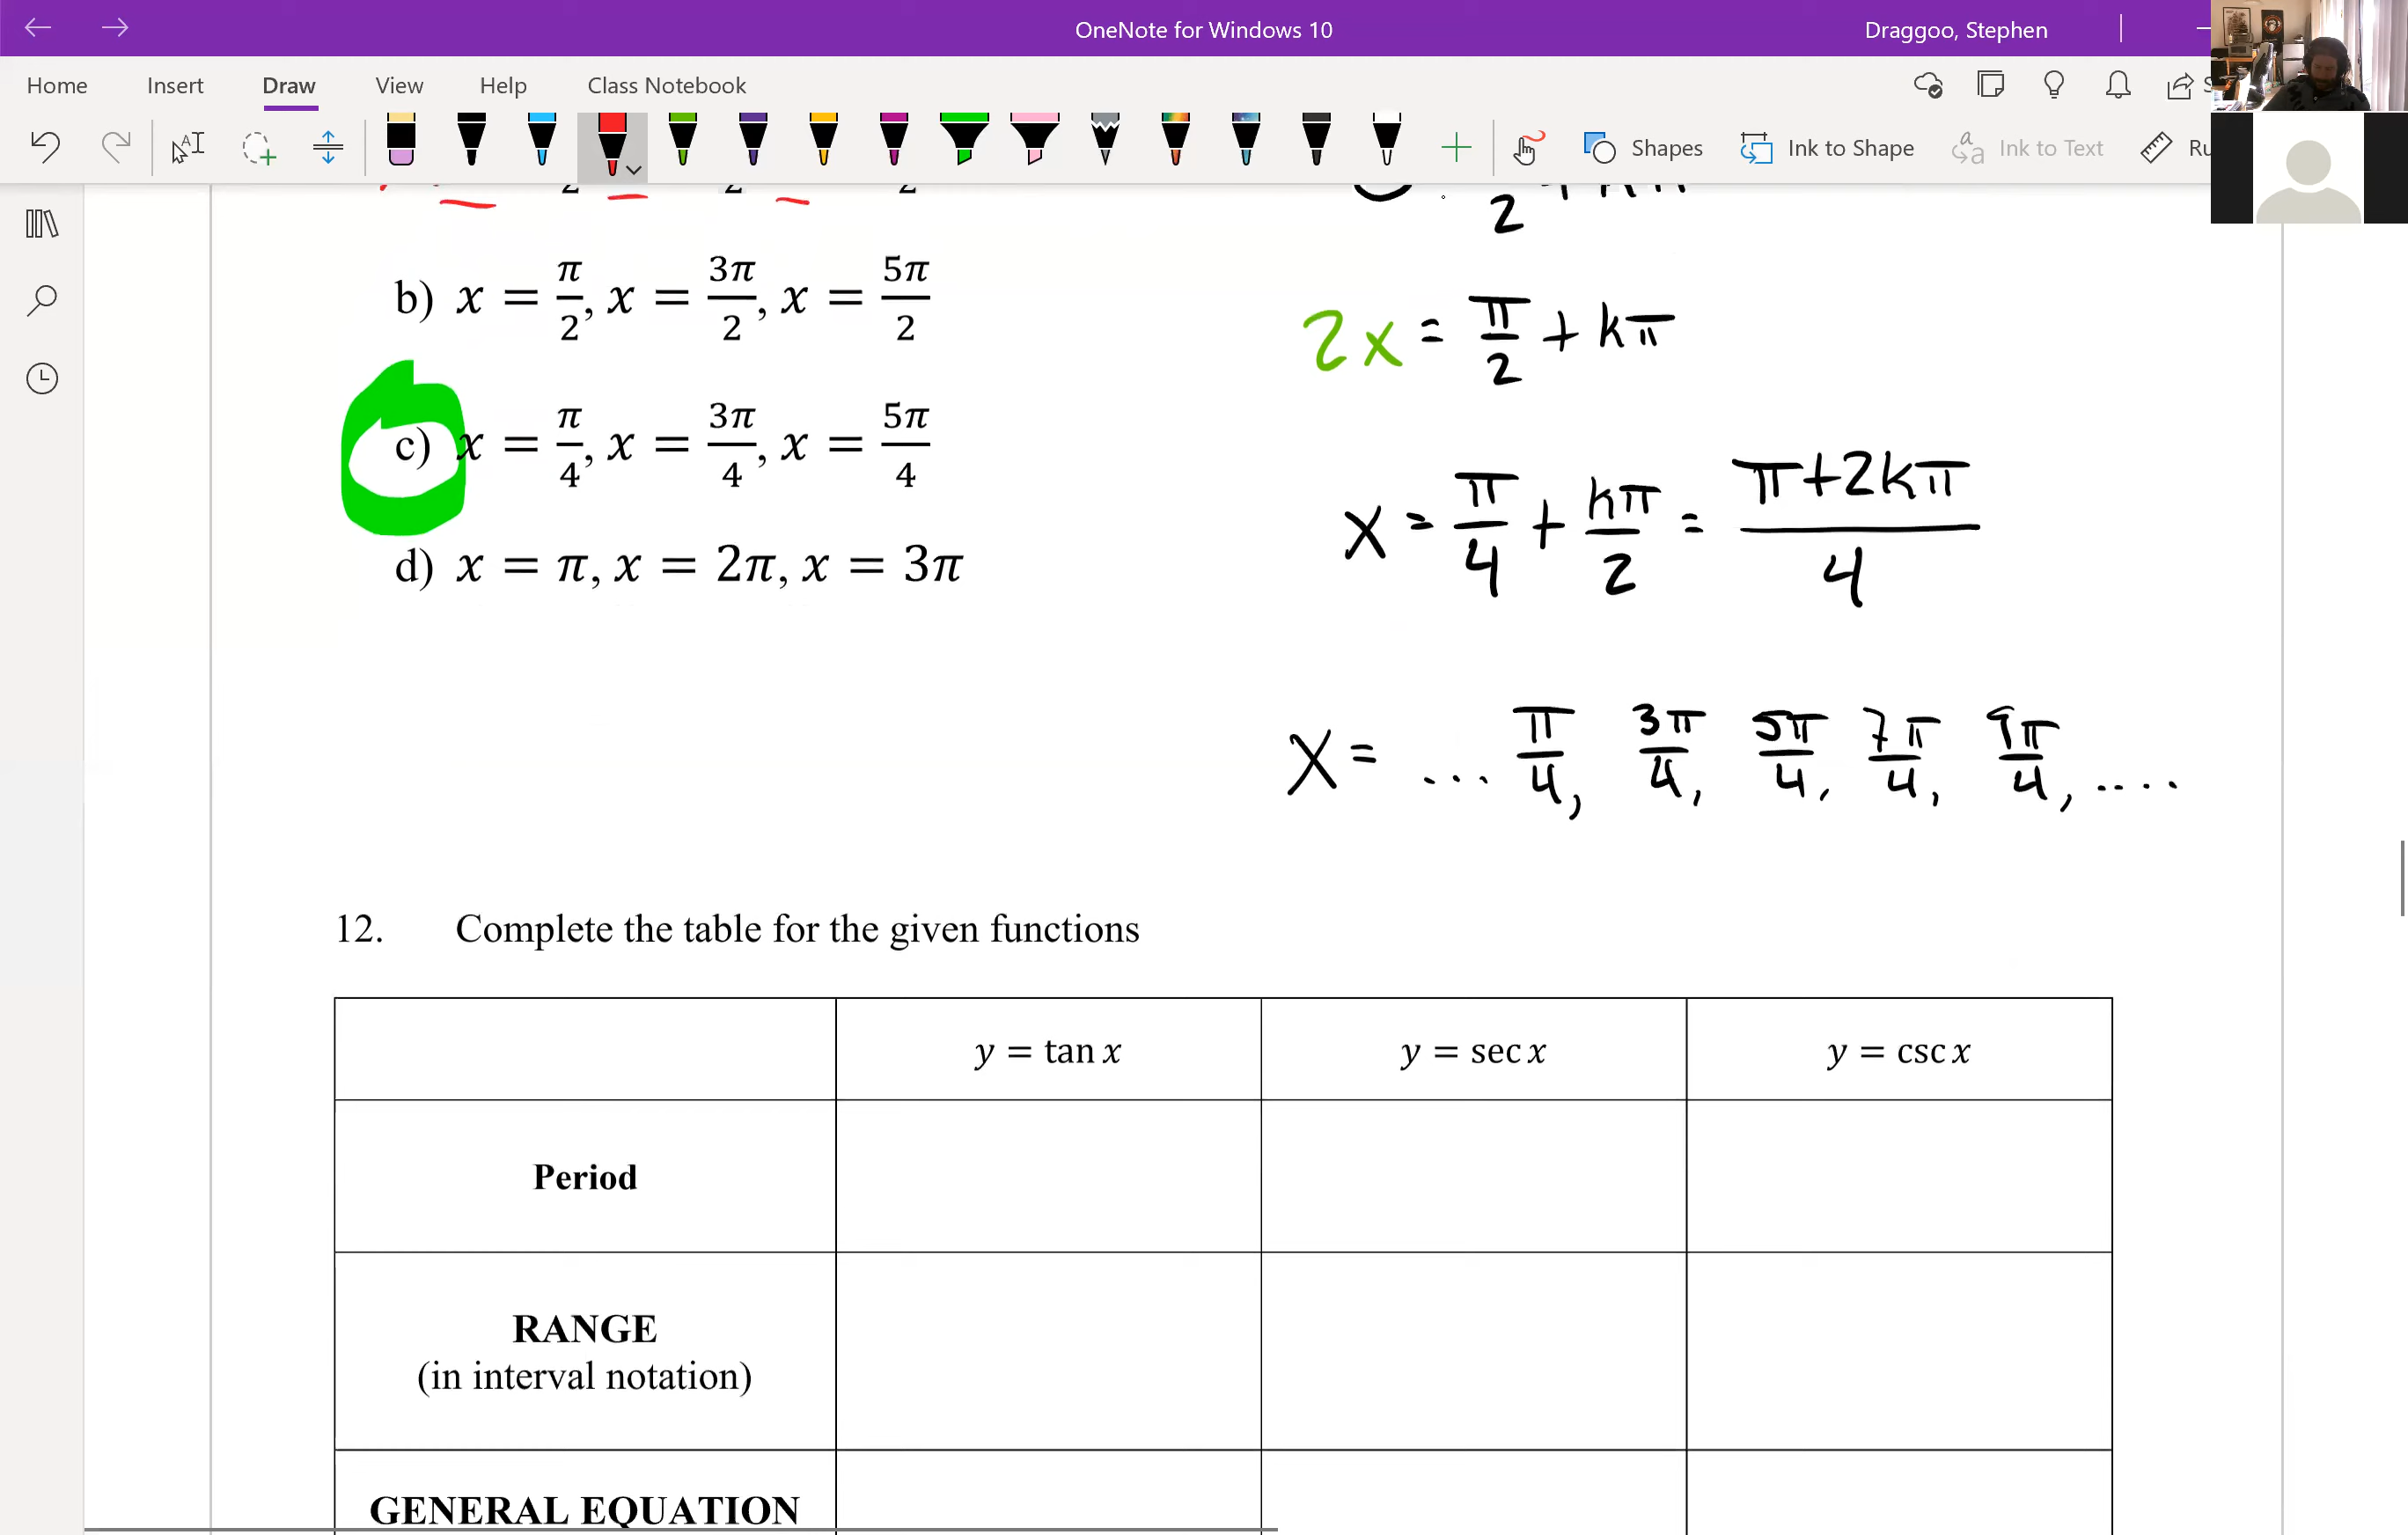 OneNote for Windows 10
Draggoo, Stephen
Home Insert Draw View Help Class Notebook
Shapes Ink to Shape Ink to Text Ru
b) x = π/2, x = 3π/2, x = 5π/2
2x = π/2 + kπ
c) x = π/4, x = 3π/4, x = 5π/4
x = π/4 + kπ/2 = π+2kπ/4
d) x = π, x = 2π, x = 3π
x = ... π/4, 3π/4, 5π/4, 7π/4, 9π/4, ....
12. Complete the table for the given functions
y = tan x y = sec x y = csc x
Period
RANGE
(in interval notation)
GENERAL EQUATION